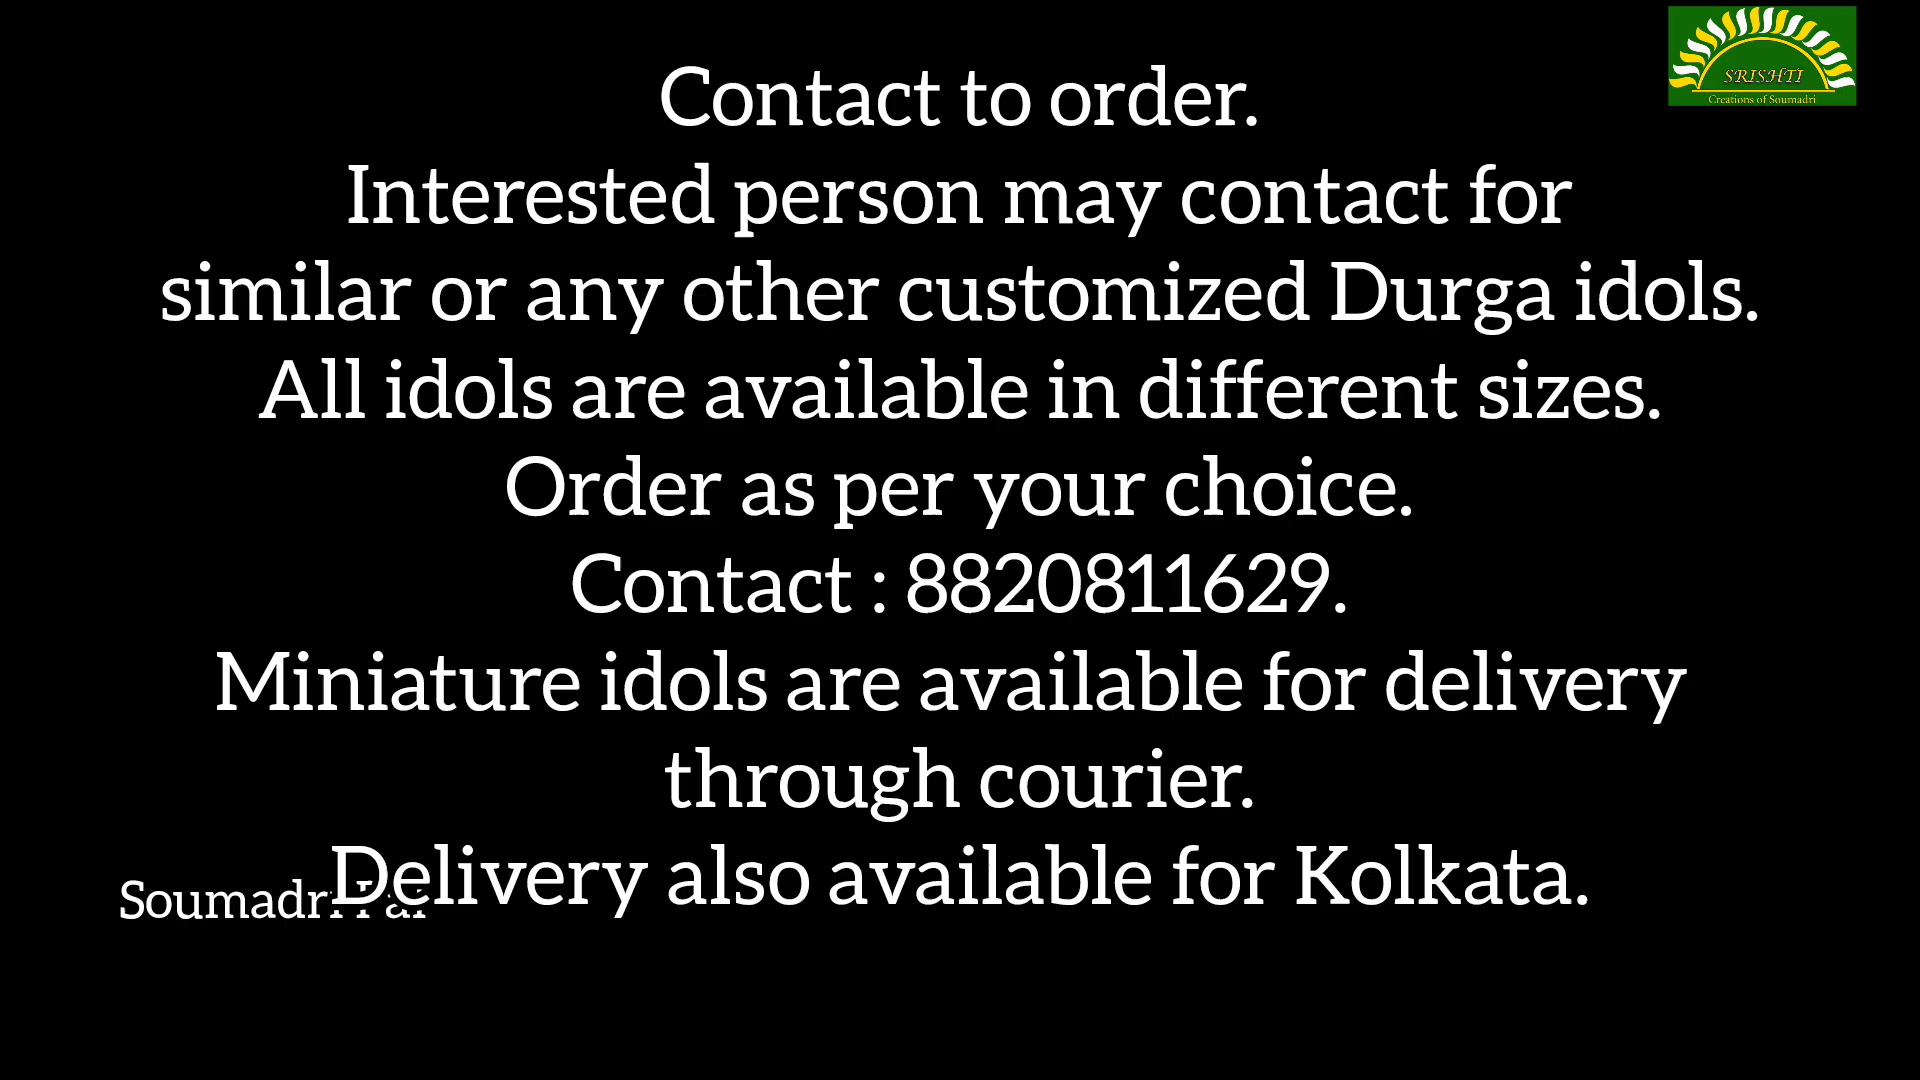 SRISHTI
Creations of Soumadri
Contact to order.
Interested person may contact for
similar or any other customized Durga idols.
All idols are available in different sizes.
Order as per your choice.
Contact : 8820811629.
Miniature idols are available for delivery
through courier.
Delivery also available for Kolkata.
Soumadri Pal